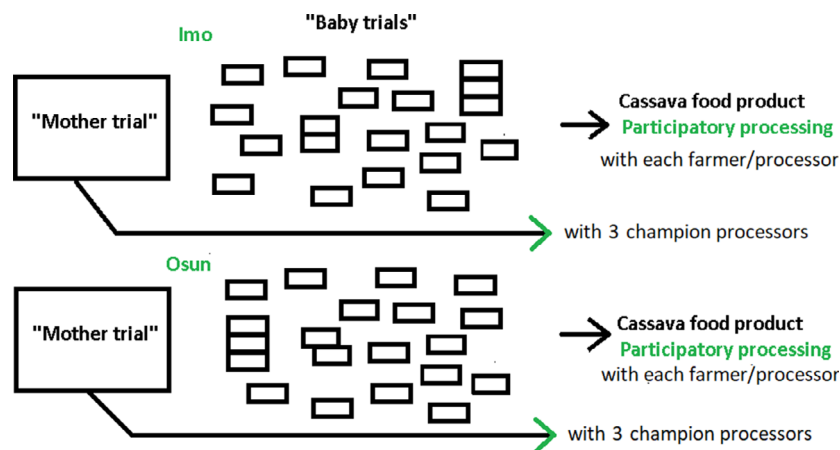 "Baby trials"
Imo
"Mother trial"
Cassava food product
Participatory processing
with each farmer/processor
with 3 champion processors
Osun
"Mother trial"
Cassava food product
Participatory processing
with each farmer/processor
with 3 champion processors